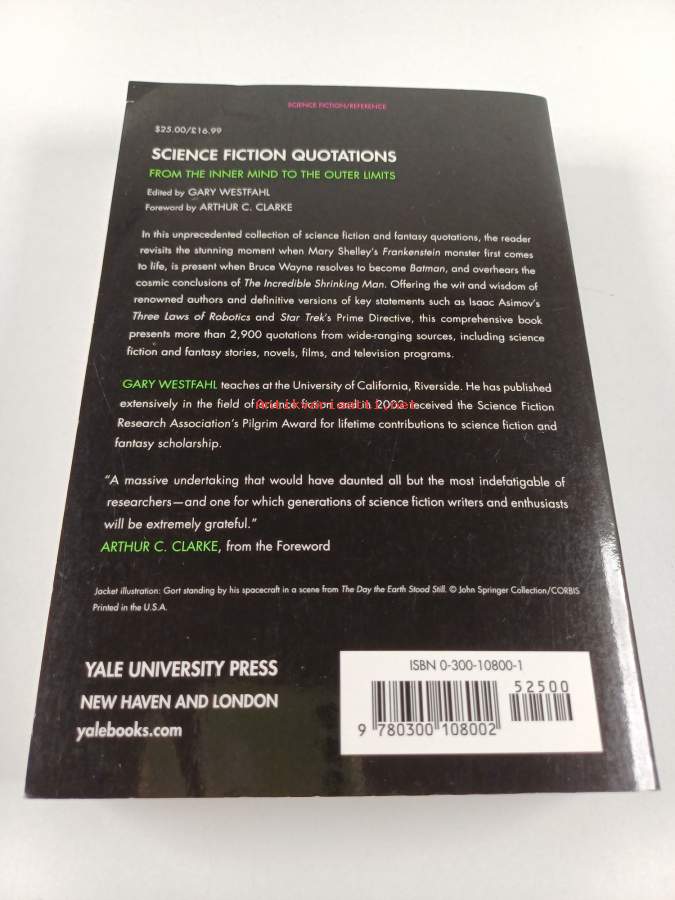 SCIENCE FICTION/REFERENCE
$25.00/£16.99
SCIENCE FICTION QUOTATIONS
FROM THE INNER MIND TO THE OUTER LIMITS
Edited by GARY WESTFAHL
Foreword by ARTHUR C. CLARKE
In this unprecedented collection of science fiction and fantasy quotations, the reader
revisits the stunning moment when Mary Shelley's Frankenstein monster first comes
to life, is present when Bruce Wayne resolves to become Batman, and overhears the
cosmic conclusions of The Incredible Shrinking Man. Offering the wit and wisdom of
renowned authors and definitive versions of key statements such as Isaac Asimov's
Three Laws of Robotics and Star Trek's Prime Directive, this comprehensive book
presents more than 2,900 quotations from wide-ranging sources, including science
fiction and fantasy stories, novels, films, and television programs.
GARY WESTFAHL teaches at the University of California, Riverside. He has published
extensively in the field of science fiction and in 2003 received the Science Fiction
Research Association's Pilgrim Award for lifetime contributions to science fiction and
fantasy scholarship.
"A massive undertaking that would have daunted all but the most indefatigable of
researchers—and one for which generations of science fiction writers and enthusiasts
will be extremely grateful."
ARTHUR C. CLARKE, from the Foreword
Jacket illustration: Gort standing by his spacecraft in a scene from The Day the Earth Stood Still. © John Springer Collection/CORBIS
Printed in the U.S.A.
YALE UNIVERSITY PRESS
NEW HAVEN AND LONDON
yalebooks.com
ISBN 0-300-10800-1
52500
9 780300 108002